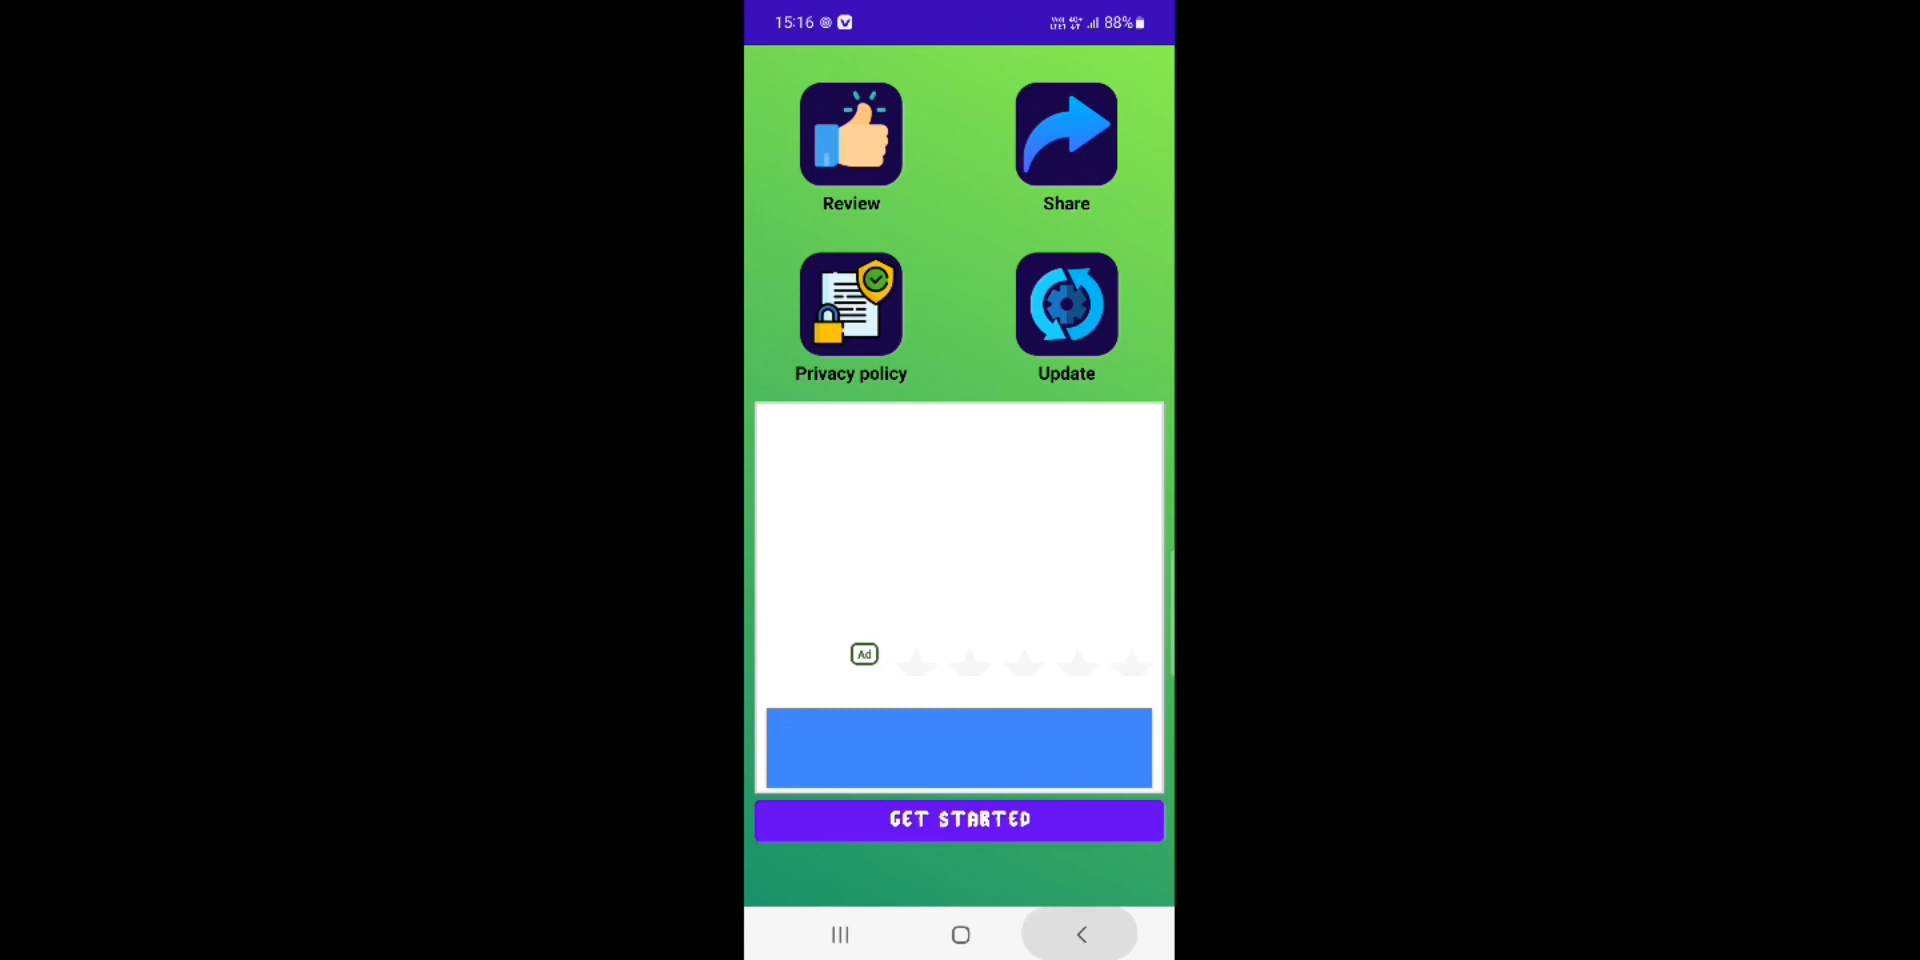 15:16 88%
Review Share
Privacy policy Update
Ad
GET STARTED